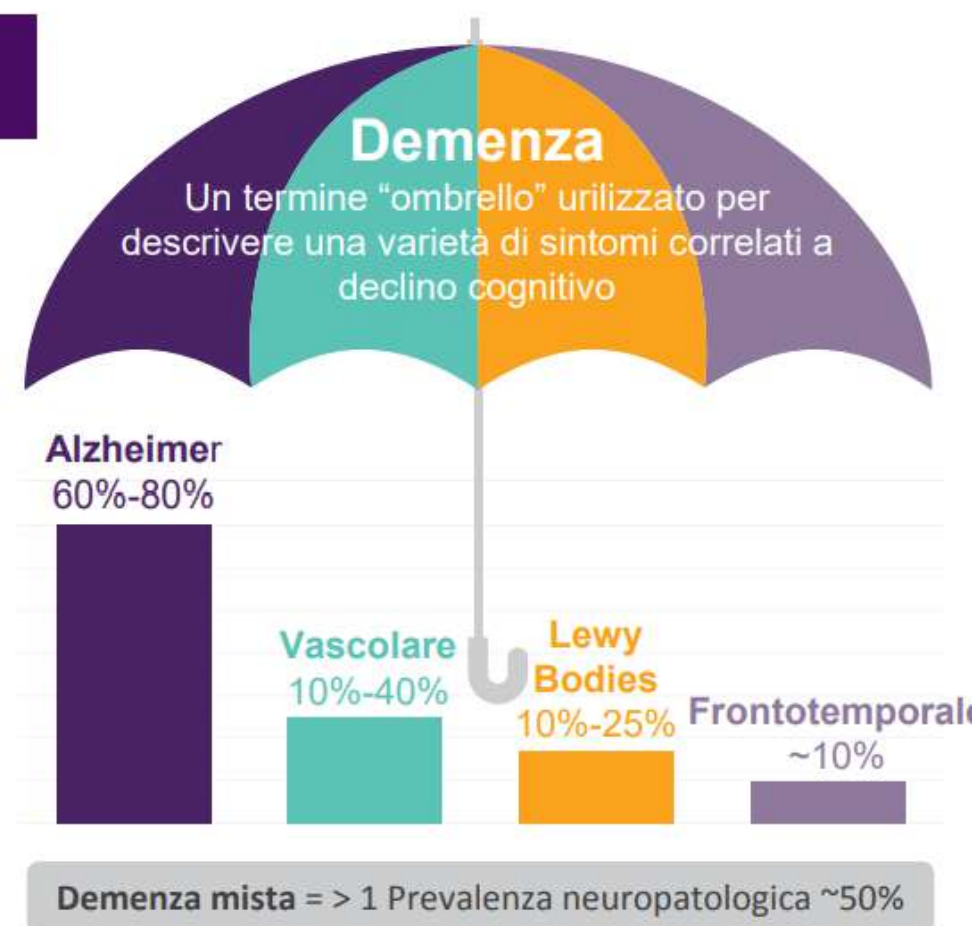 Demenza
Un termine “ombrello” urilizzato per
descrivere una varietà di sintomi correlati a
declino cognitivo
Alzheimer
60%-80%
Vascolare
10%-40%
Lewy
Bodies
10%-25%
Frontotemporale
~10%
Demenza mista = > 1 Prevalenza neuropatologica ~50%